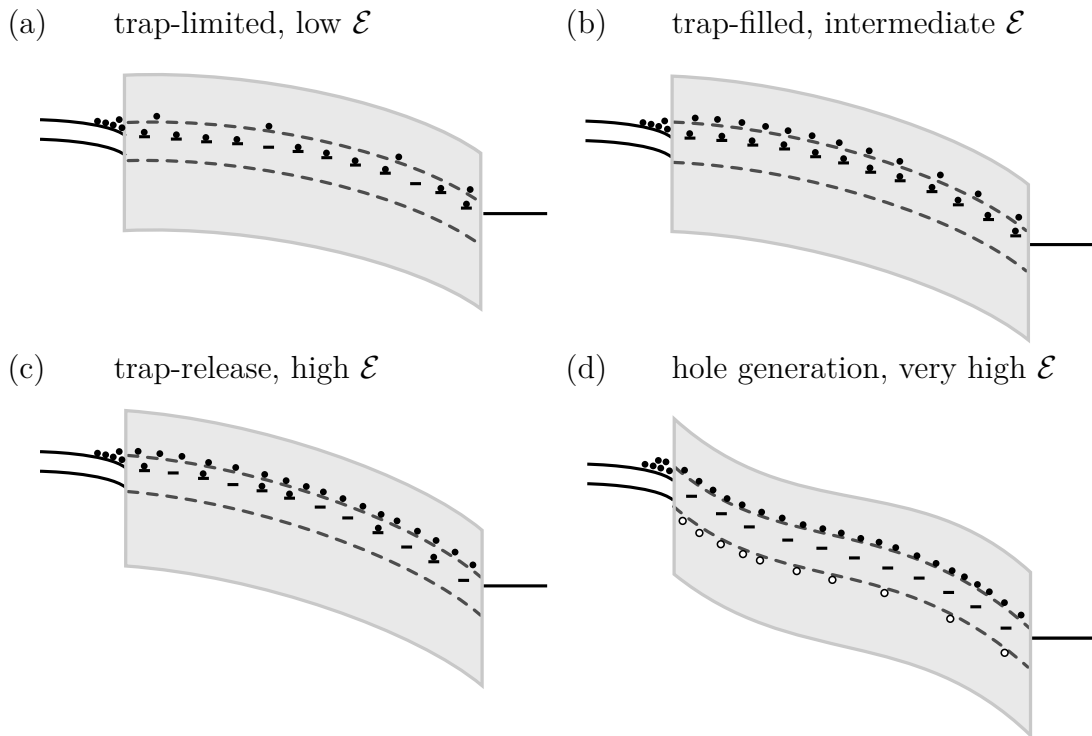 (a) trap-limited, low ℰ
(b) trap-filled, intermediate ℰ
(c) trap-release, high ℰ
(d) hole generation, very high ℰ